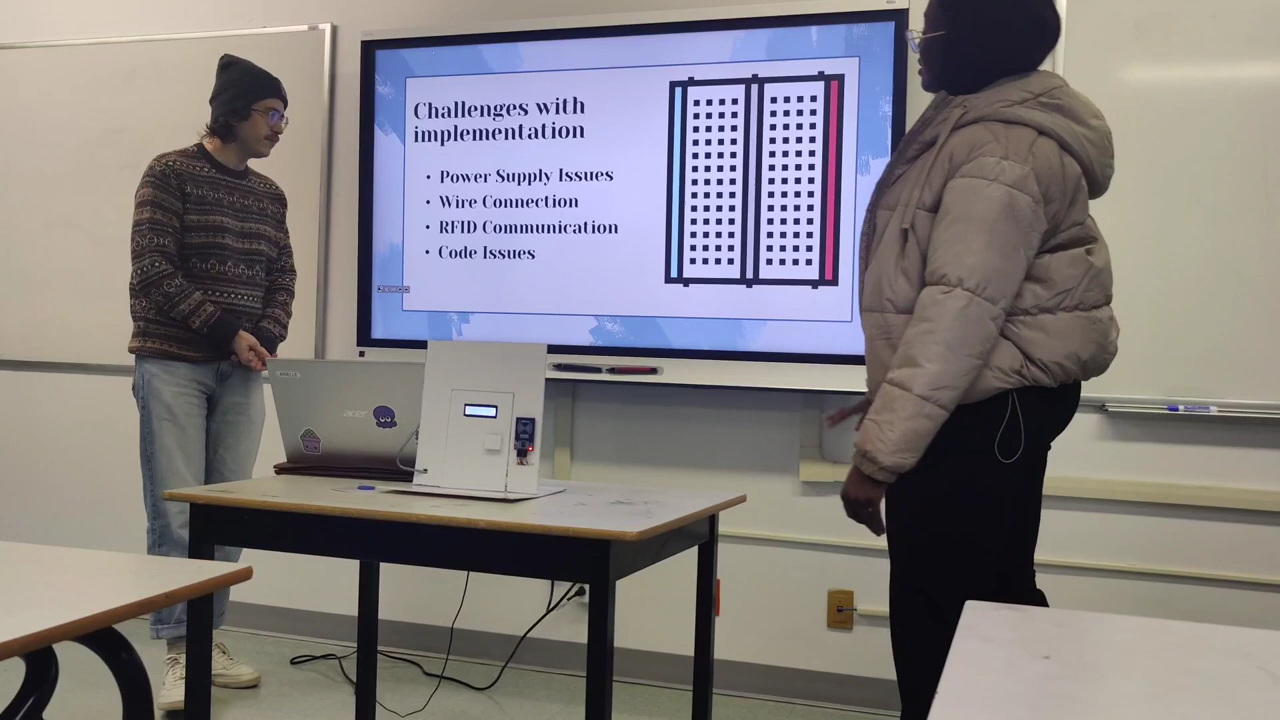 Challenges with
implementation
• Power Supply Issues
• Wire Connection
• RFID Communication
• Code Issues
acer